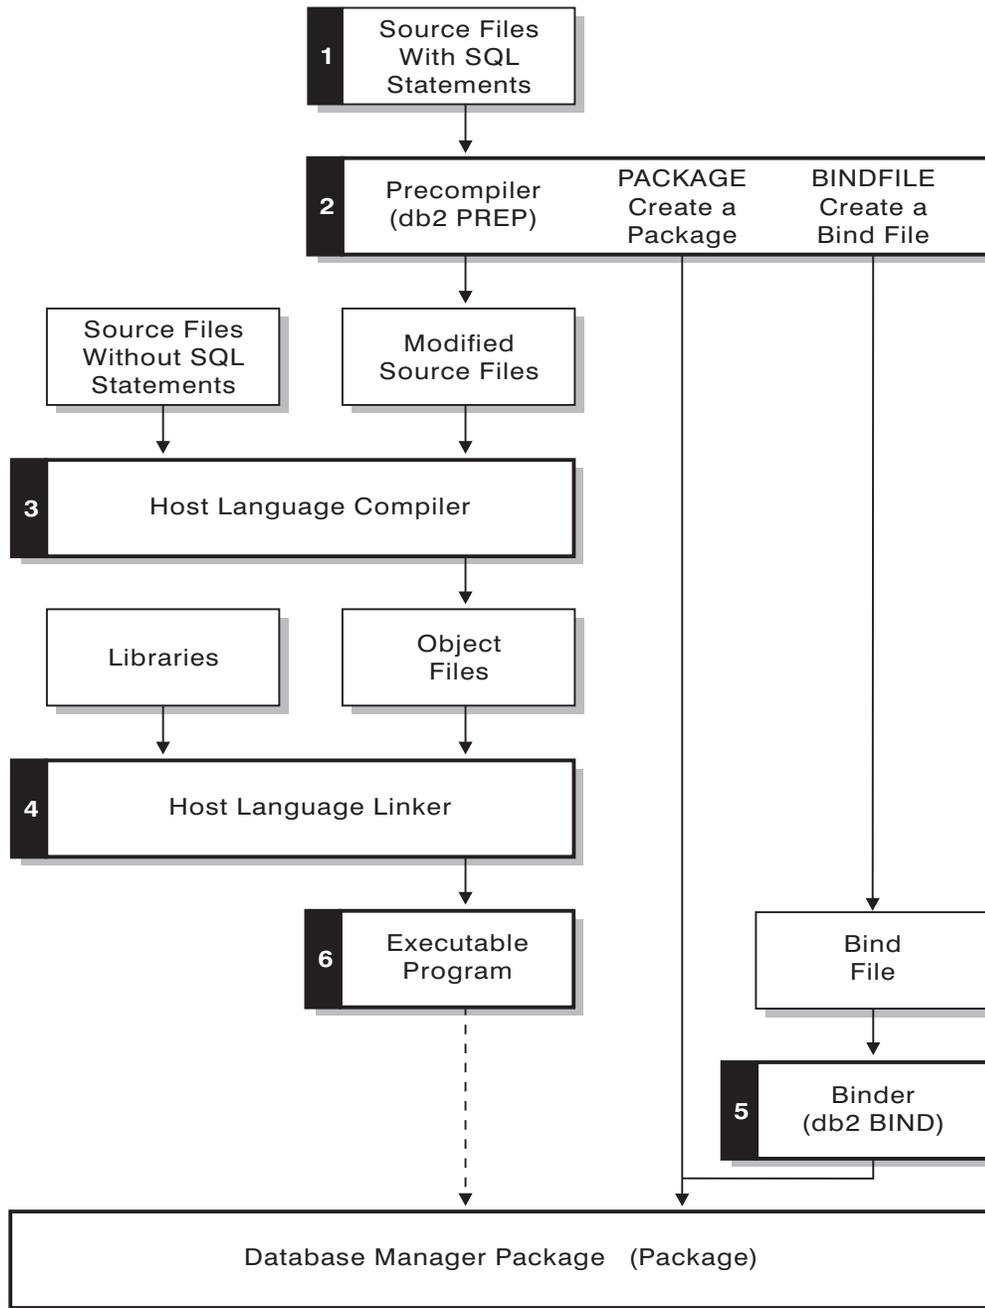 1
Source Files
With SQL
Statements
2
Precompiler
(db2 PREP)
PACKAGE
Create a
Package
BINDFILE
Create a
Bind File
Source Files
Without SQL
Statements
Modified
Source Files
3
Host Language Compiler
Libraries
Object
Files
4
Host Language Linker
6
Executable
Program
Bind
File
5
Binder
(db2 BIND)
Database Manager Package (Package)